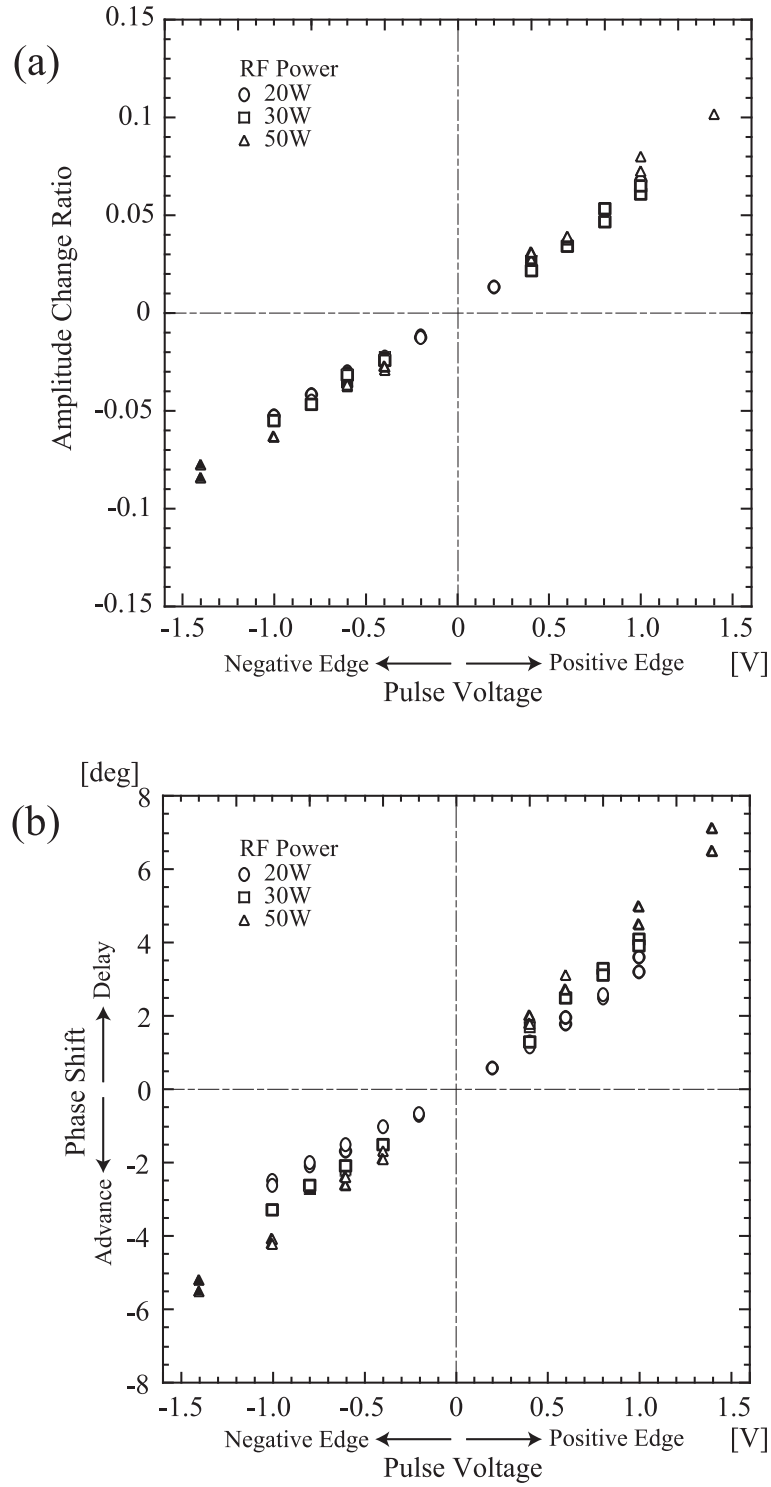 (a)
RF Power
20W
30W
50W
0.15
0.1
0.05
0
-0.05
-0.1
-0.15
Amplitude Change Ratio
-1.5 -1.0 -0.5 0 0.5 1.0 1.5
Negative Edge Positive Edge [V]
Pulse Voltage
[deg]
(b)
RF Power
20W
30W
50W
8
6
4
2
0
-2
-4
-6
-8
Phase Shift
Advance Delay
-1.5 -1.0 -0.5 0 0.5 1.0 1.5
Negative Edge Positive Edge [V]
Pulse Voltage